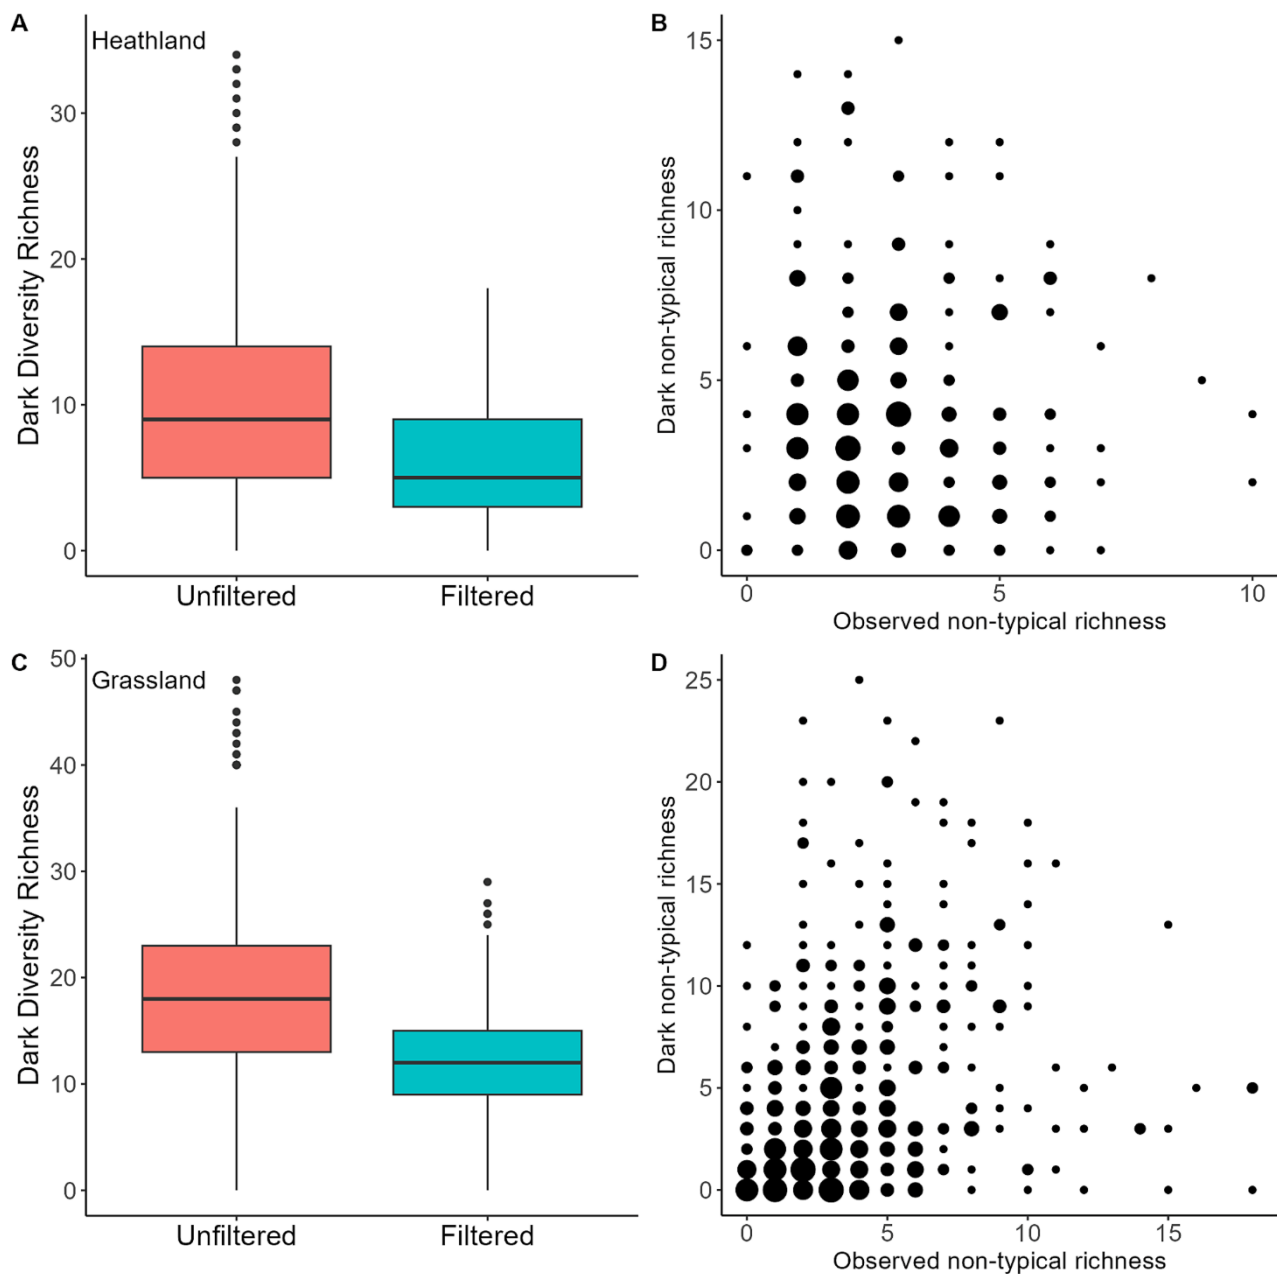 A
Heathland
Dark Diversity Richness
30
20
10
0
Unfiltered
Filtered
B
Dark non-typical richness
15
10
5
0
0
5
10
Observed non-typical richness
C
Grassland
Dark Diversity Richness
50
40
30
20
10
0
Unfiltered
Filtered
D
Dark non-typical richness
25
20
15
10
5
0
0
5
10
15
Observed non-typical richness